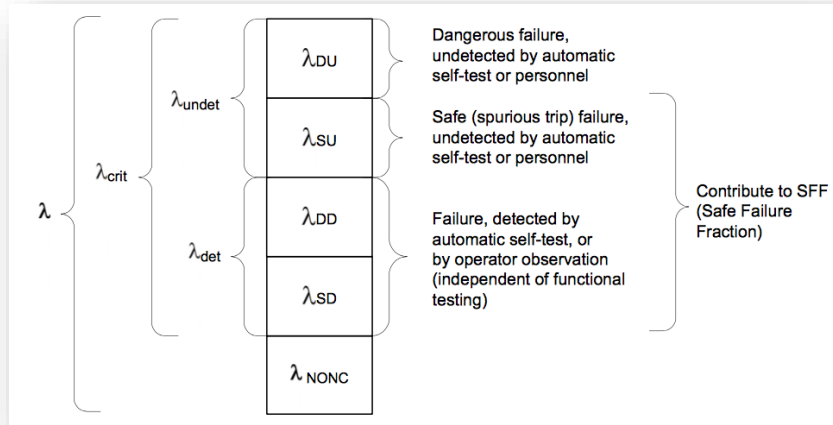 λDU
Dangerous failure,
undetected by automatic
self-test or personnel
λundet
λSU
Safe (spurious trip) failure,
undetected by automatic
self-test or personnel
λcrit
λ
Contribute to SFF
(Safe Failure
Fraction)
λDD
Failure, detected by
automatic self-test, or
by operator observation
(independent of functional
testing)
λdet
λSD
λ NONC